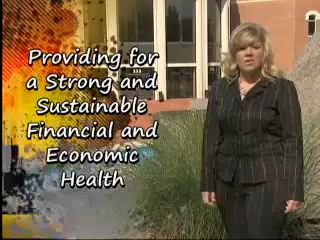 Providing for
a Strong and
Sustainable
Financial and
Economic
Health